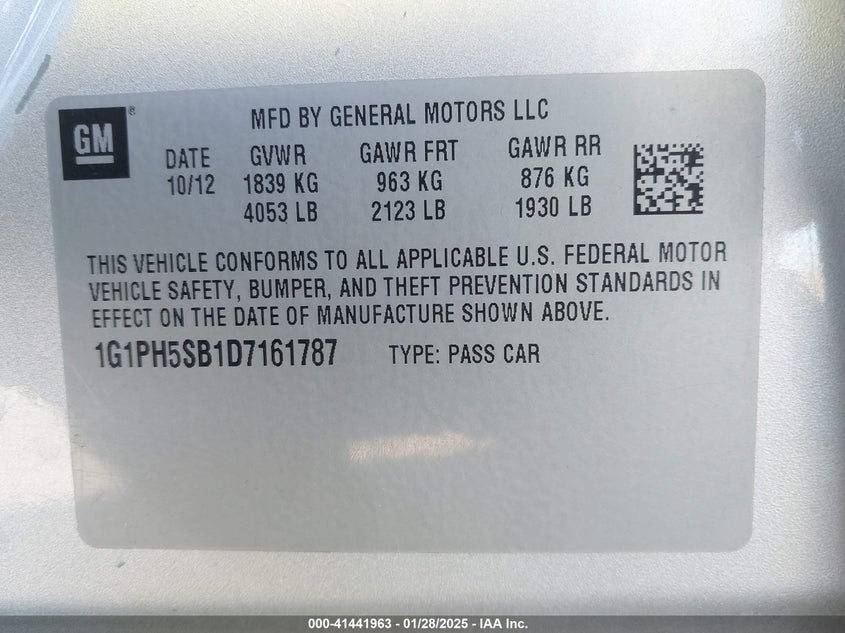 GM®
MFD BY GENERAL MOTORS LLC
DATE GVWR GAWR FRT GAWR RR
10/12 1839 KG 963 KG 876 KG
4053 LB 2123 LB 1930 LB
THIS VEHICLE CONFORMS TO ALL APPLICABLE U.S. FEDERAL MOTOR
VEHICLE SAFETY, BUMPER, AND THEFT PREVENTION STANDARDS IN
EFFECT ON THE DATE OF MANUFACTURE SHOWN ABOVE.
1G1PH5SB1D7161787 TYPE: PASS CAR
000-41441963 - 01/28/2025 - IAA Inc.